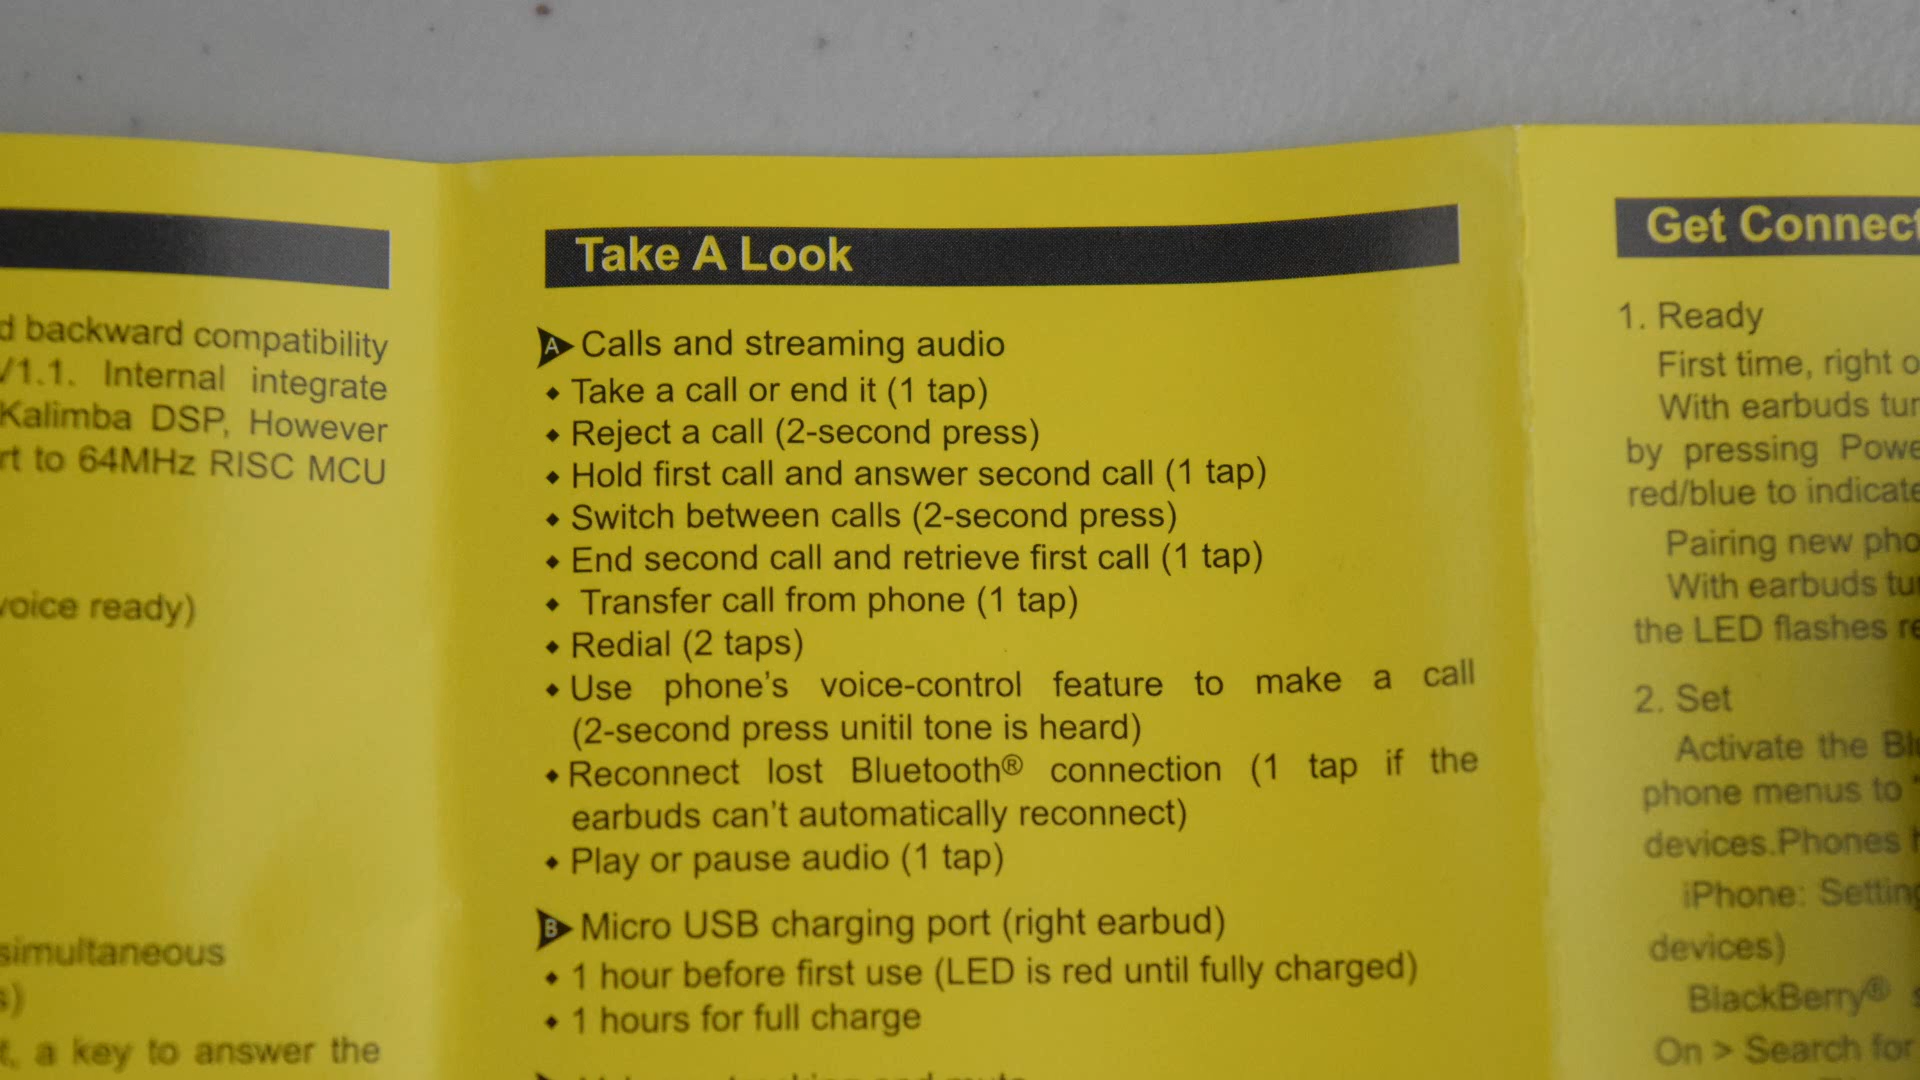 d backward compatibility
V1.1. Internal integrate
Kalimba DSP, However
rt to 64MHz RISC MCU
voice ready)
simultaneous
s)
t, a key to answer the
Take A Look
A Calls and streaming audio
◆ Take a call or end it (1 tap)
◆ Reject a call (2-second press)
◆ Hold first call and answer second call (1 tap)
◆ Switch between calls (2-second press)
◆ End second call and retrieve first call (1 tap)
◆ Transfer call from phone (1 tap)
◆ Redial (2 taps)
◆ Use phone's voice-control feature to make a call
(2-second press unitil tone is heard)
◆ Reconnect lost Bluetooth® connection (1 tap if the
earbuds can't automatically reconnect)
◆ Play or pause audio (1 tap)
B Micro USB charging port (right earbud)
◆ 1 hour before first use (LED is red until fully charged)
◆ 1 hours for full charge
Get Connect
1. Ready
First time, right o
With earbuds tur
by pressing Powe
red/blue to indicate
Pairing new pho
With earbuds tu
the LED flashes re
2. Set
Activate the Bl
phone menus to
devices.Phones
iPhone: Setting
devices)
BlackBerry® s
On > Search for